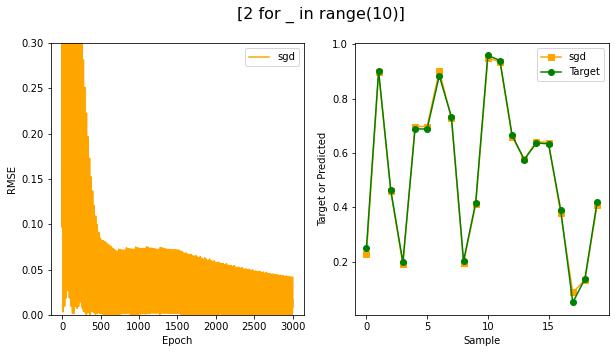 [2 for _ in range(10)]
0.30
0.25
0.20
0.15
0.10
0.05
0.00
RMSE
0 500 1000 1500 2000 2500 3000
Epoch
sgd
1.0
0.8
0.6
0.4
0.2
Target or Predicted
0 5 10 15
Sample
sgd
Target